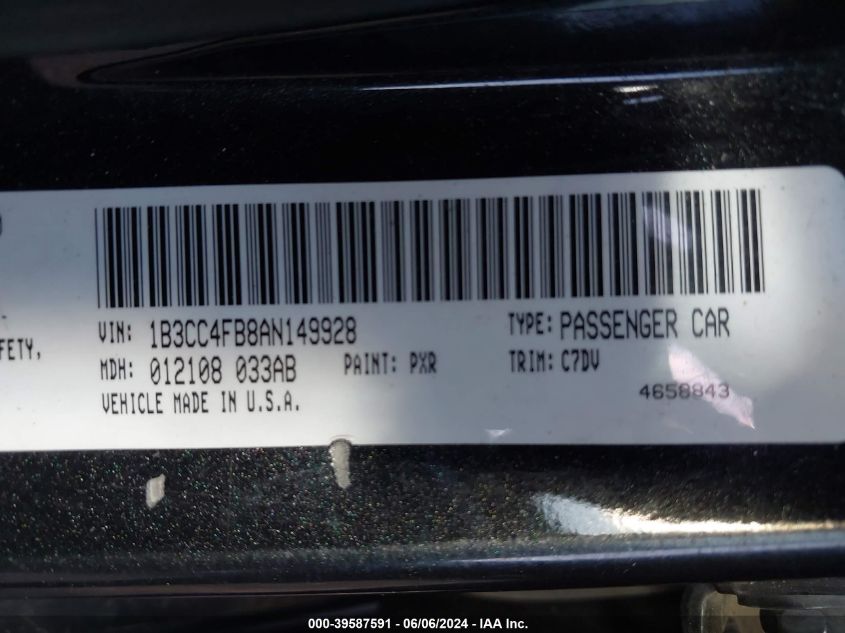 VIN: 1B3CC4FB8AN149928 TYPE: PASSENGER CAR
FETY,
MDH: 012108 033AB PAINT: PXR TRIM: C7DV
VEHICLE MADE IN U.S.A. 4658843
000-39587591 - 06/06/2024 - IAA Inc.